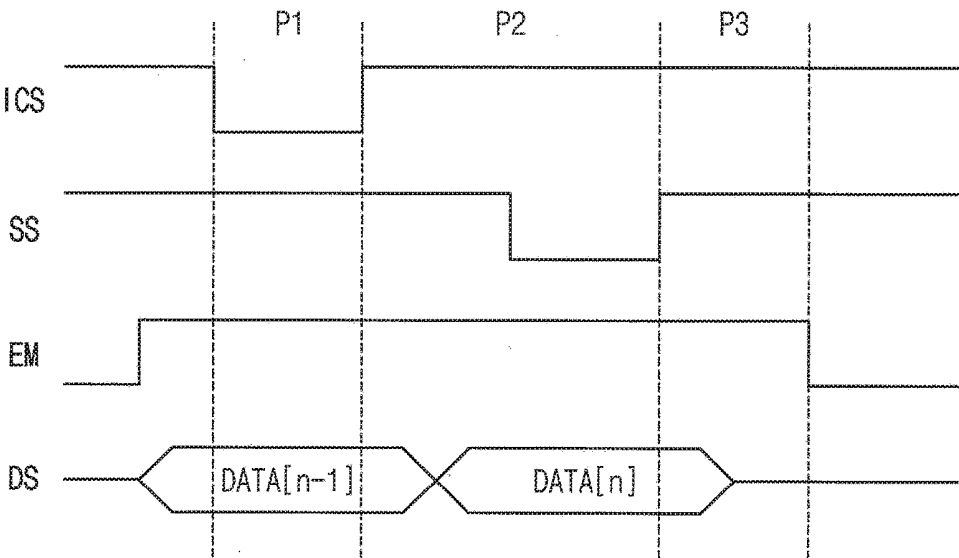 P1 P2 P3
ICS
SS
EM
DS DATA[n-1] DATA[n]